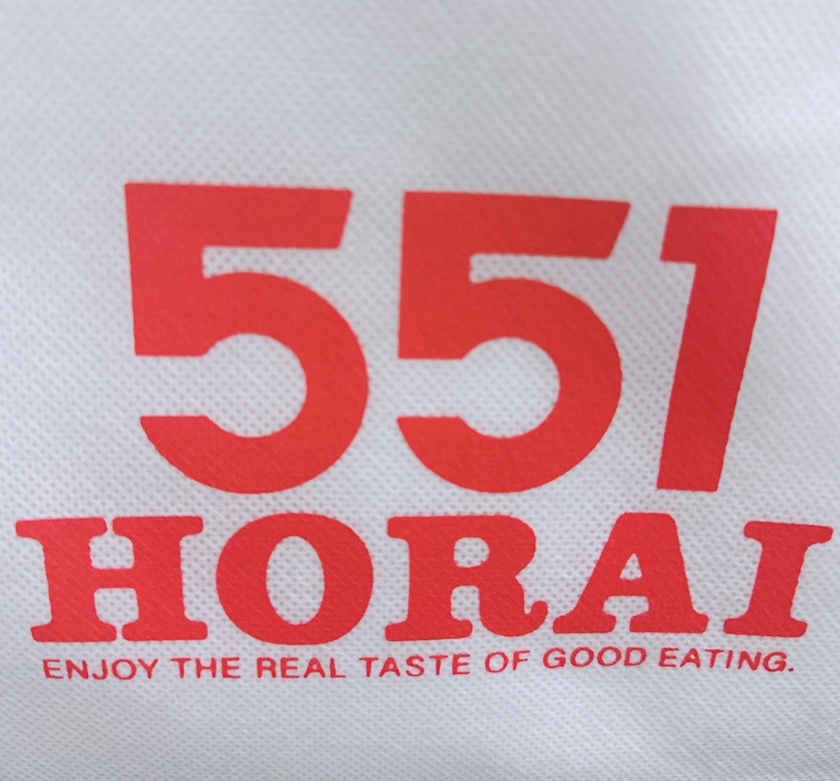 551
HORAI
ENJOY THE REAL TASTE OF GOOD EATING.